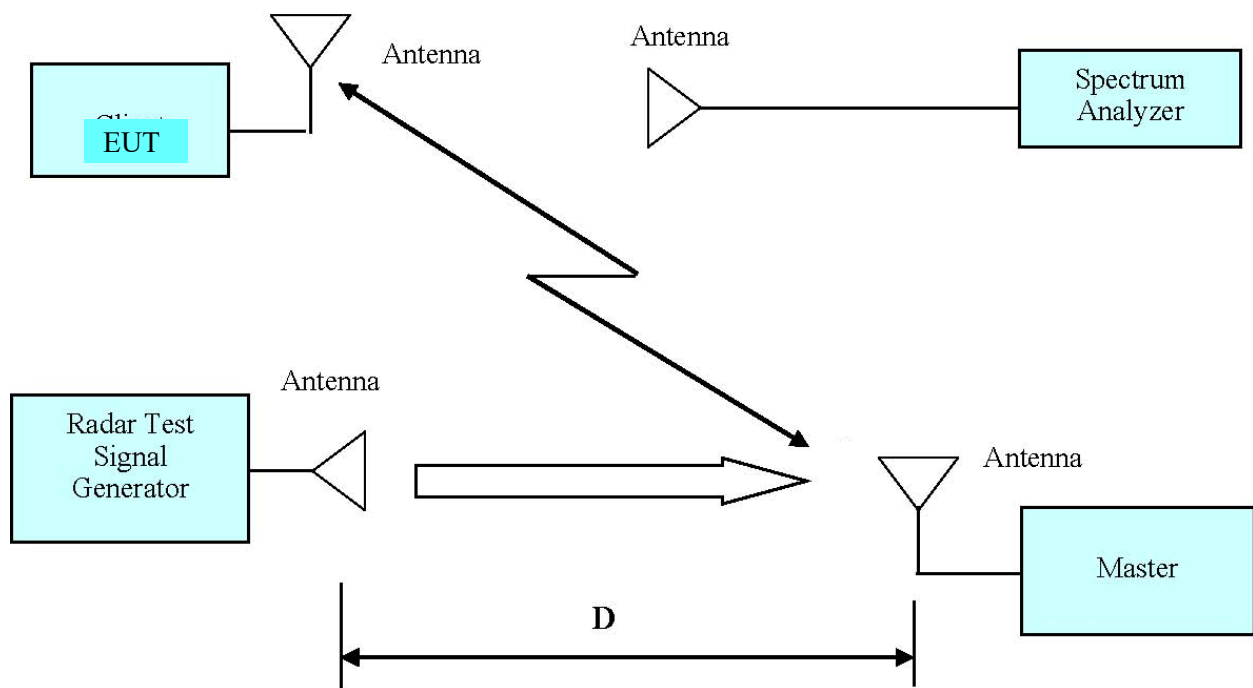 Antenna
Antenna
Spectrum
Analyzer
EUT
Antenna
Radar Test
Signal
Generator
Antenna
Master
D